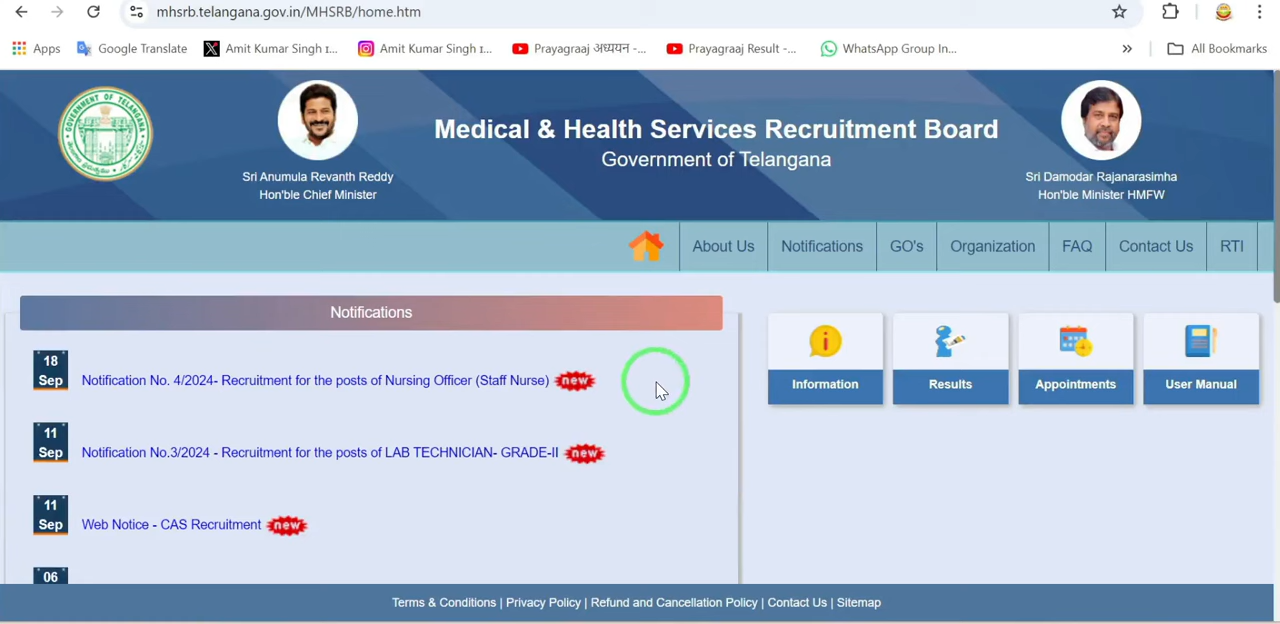 mhsrb.telangana.gov.in/MHSRB/home.htm
Apps Google Translate Amit Kumar Singh ı... Amit Kumar Singh ı... Prayagraaj अध्ययन -... Prayagraaj Result -... WhatsApp Group In... » All Bookmarks
GOVERNMENT OF TELANGANA
Sri Anumula Revanth Reddy
Hon'ble Chief Minister
Medical & Health Services Recruitment Board
Government of Telangana
Sri Damodar Rajanarasimha
Hon'ble Minister HMFW
About Us Notifications GO's Organization FAQ Contact Us RTI
Notifications
18
Sep
Notification No. 4/2024- Recruitment for the posts of Nursing Officer (Staff Nurse) new
11
Sep
Notification No.3/2024 - Recruitment for the posts of LAB TECHNICIAN- GRADE-II new
11
Sep
Web Notice - CAS Recruitment new
06
Information
Results
Appointments
User Manual
Terms & Conditions | Privacy Policy | Refund and Cancellation Policy | Contact Us | Sitemap